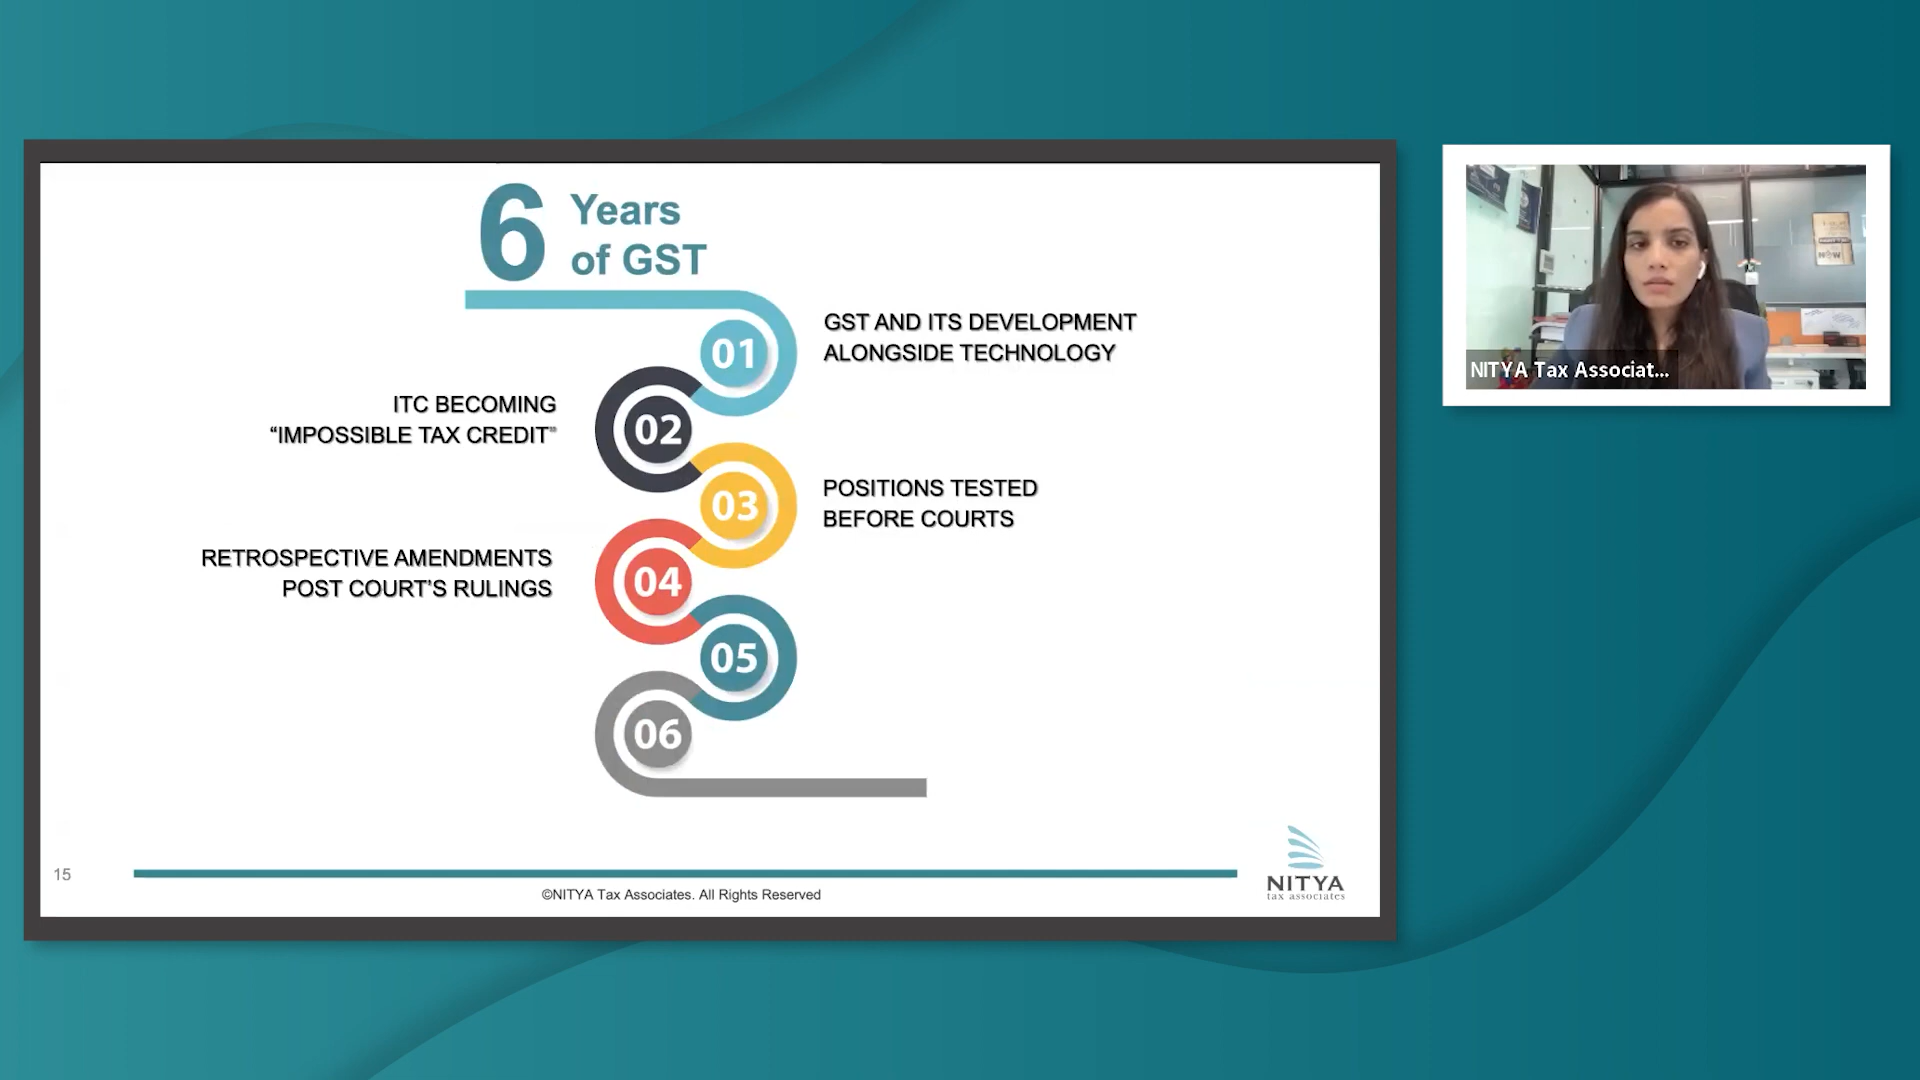 6 Years
of GST
01
GST AND ITS DEVELOPMENT
ALONGSIDE TECHNOLOGY
ITC BECOMING
“IMPOSSIBLE TAX CREDIT”
02
03
POSITIONS TESTED
BEFORE COURTS
RETROSPECTIVE AMENDMENTS
POST COURT’S RULINGS
04
05
06
15
©NITYA Tax Associates. All Rights Reserved
NITYA
tax associates
NITYA Tax Associat...
NOW